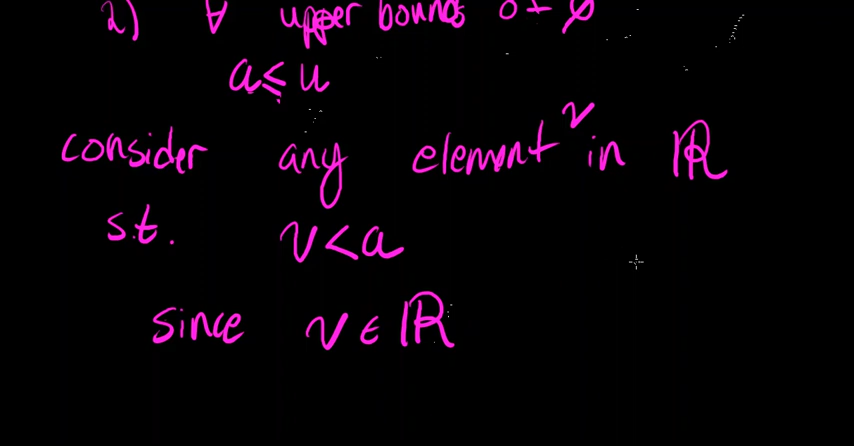 2) ∀ upper bounds of ∅
a ≤ u
consider any element v in ℝ
s.t. v < a
since v ∈ ℝ